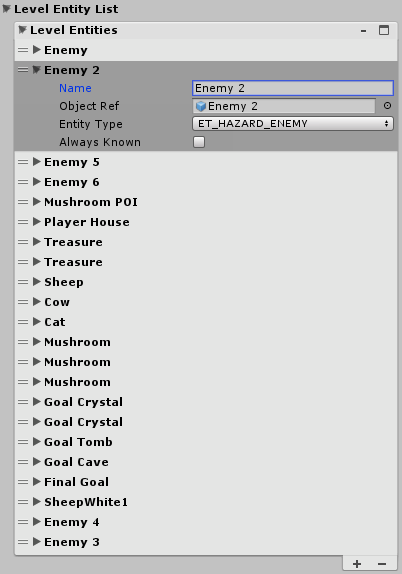 Level Entity List
Level Entities
Enemy
Enemy 2
Name Enemy 2
Object Ref Enemy 2
Entity Type ET_HAZARD_ENEMY
Always Known
Enemy 5
Enemy 6
Mushroom POI
Player House
Treasure
Treasure
Sheep
Cow
Cat
Mushroom
Mushroom
Mushroom
Goal Crystal
Goal Crystal
Goal Tomb
Goal Cave
Final Goal
SheepWhite1
Enemy 4
Enemy 3